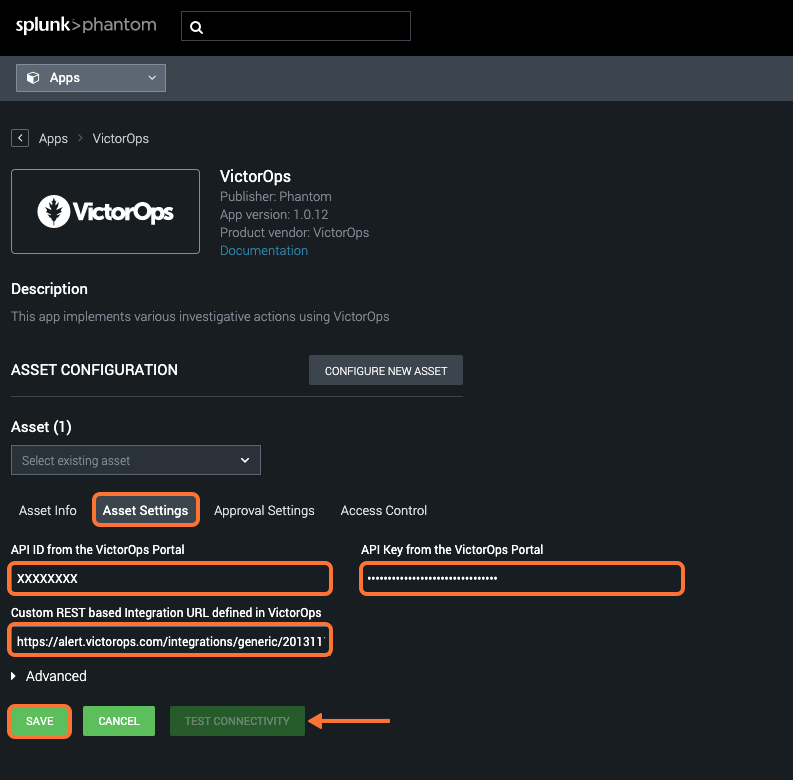 splunk>phantom
Apps
Apps > VictorOps
VictorOps
VictorOps
Publisher: Phantom
App version: 1.0.12
Product vendor: VictorOps
Documentation
Description
This app implements various investigative actions using VictorOps
ASSET CONFIGURATION
CONFIGURE NEW ASSET
Asset (1)
Select existing asset
Asset Info Asset Settings Approval Settings Access Control
API ID from the VictorOps Portal API Key from the VictorOps Portal
XXXXXXXX ••••••••••••••••••••••••••••••••
Custom REST based Integration URL defined in VictorOps
https://alert.victorops.com/integrations/generic/201311
Advanced
SAVE CANCEL TEST CONNECTIVITY